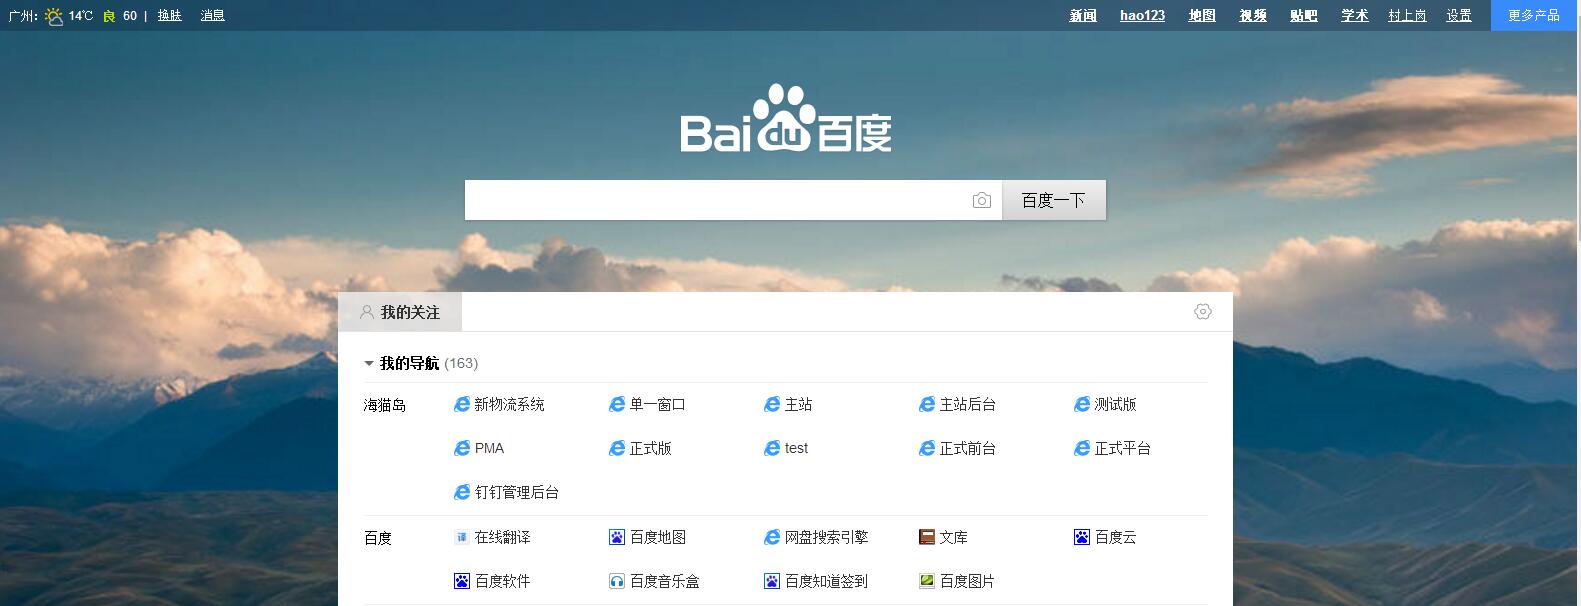 广州: 14℃ 良 60 | 换肤 消息 新闻 hao123 地图 视频 贴吧 学术 村上岗 设置 更多产品
Bai du 百度
百度一下
我的关注
我的导航 (163)
海猫岛 新物流系统 单一窗口 主站 主站后台 测试版
PMA 正式版 test 正式前台 正式平台
钉钉管理后台
百度 在线翻译 百度地图 网盘搜索引擎 文库 百度云
百度软件 百度音乐盒 百度知道签到 百度图片